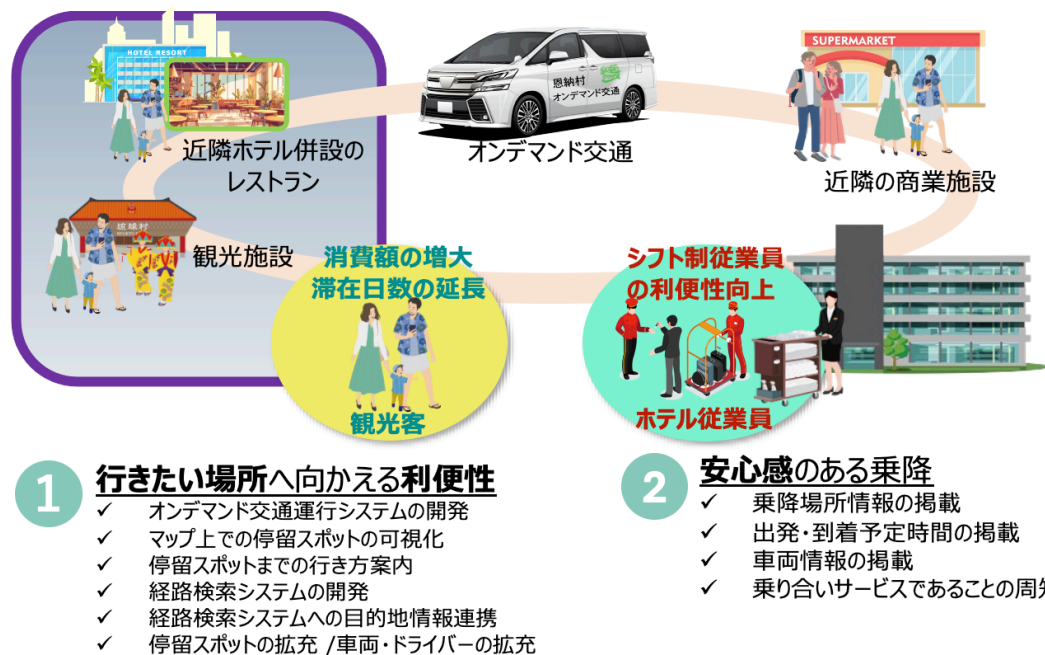 HOTEL RESORT
SUPERMARKET
恩納村
オンデマンド交通
近隣ホテル併設の
レストラン
オンデマンド交通
近隣の商業施設
琉球村
観光施設
消費額の増大
滞在日数の延長
観光客
シフト制従業員
の利便性向上
ホテル従業員
1
行きたい場所へ向かえる利便性
✓ オンデマンド交通運行システムの開発
✓ マップ上での停留スポットの可視化
✓ 停留スポットまでの行き方案内
✓ 経路検索システムの開発
✓ 経路検索システムへの目的地情報連携
✓ 停留スポットの拡充 /車両・ドライバーの拡充
2
安心感のある乗降
✓ 乗降場所情報の掲載
✓ 出発・到着予定時間の掲載
✓ 車両情報の掲載
✓ 乗り合いサービスであることの周